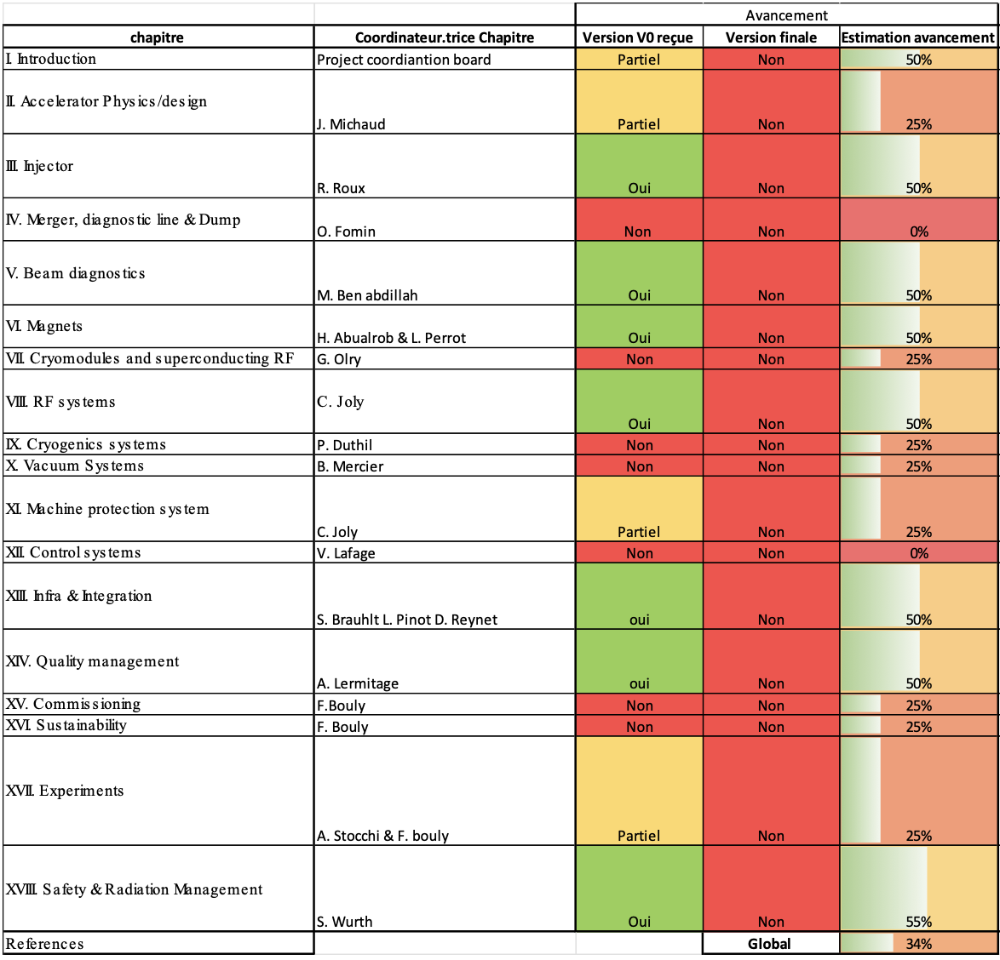 Avancement
chapitre Coordinateur.trice Chapitre Version V0 reçue Version finale Estimation avancement
I. Introduction Project coordiantion board Partiel Non 50%
II. Accelerator Physics/design J. Michaud Partiel Non 25%
III. Injector R. Roux Oui Non 50%
IV. Merger, diagnostic line & Dump O. Fomin Non Non 0%
V. Beam diagnostics M. Ben abdillah Oui Non 50%
VI. Magnets H. Abualrob & L. Perrot Oui Non 50%
VII. Cryomodules and superconducting RF G. Olry Non Non 25%
VIII. RF systems C. Joly Oui Non 50%
IX. Cryogenics systems P. Duthil Non Non 25%
X. Vacuum Systems B. Mercier Non Non 25%
XI. Machine protection system C. Joly Partiel Non 25%
XII. Control systems V. Lafage Non Non 0%
XIII. Infra & Integration S. Brauhlt L. Pinot D. Reynet oui Non 50%
XIV. Quality management A. Lermitage oui Non 50%
XV. Commissioning F.Bouly Non Non 25%
XVI. Sustainability F. Bouly Non Non 25%
XVII. Experiments A. Stocchi & F. bouly Partiel Non 25%
XVIII. Safety & Radiation Management S. Wurth Oui Non 55%
References Global 34%